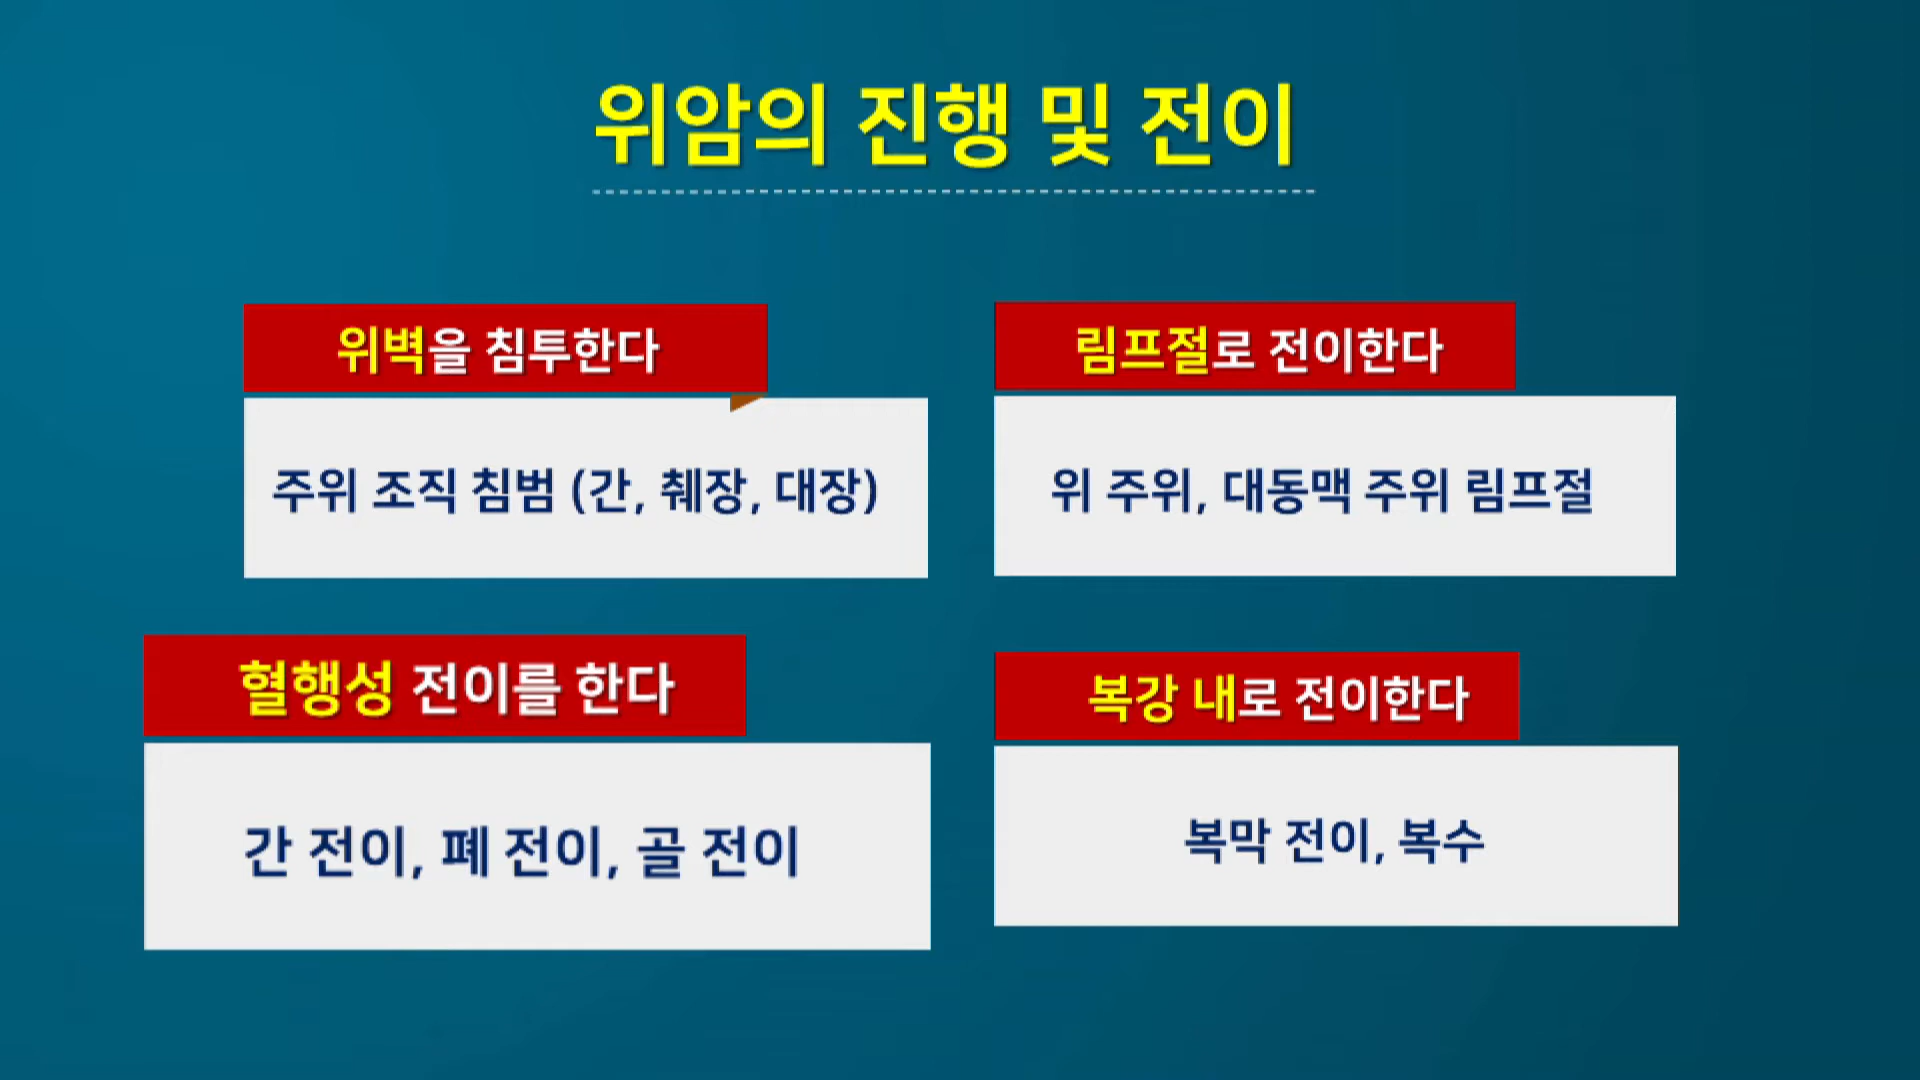 위암의 진행 및 전이
위벽을 침투한다
주위 조직 침범 (간, 췌장, 대장)
림프절로 전이한다
위 주위, 대동맥 주위 림프절
혈행성 전이를 한다
간 전이, 폐 전이, 골 전이
복강 내로 전이한다
복막 전이, 복수